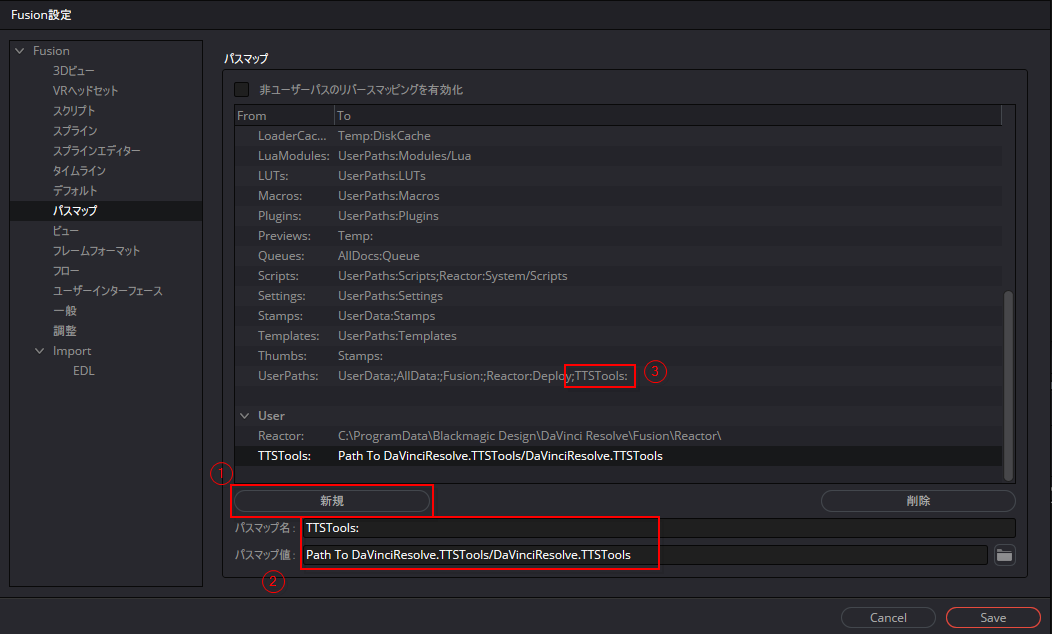 Fusion設定
Fusion
3Dビュー
VRヘッドセット
スクリプト
スプライン
スプラインエディター
タイムライン
デフォルト
パスマップ
ビュー
フレームフォーマット
フロー
ユーザーインターフェース
一般
調整
Import
EDL
パスマップ
非ユーザーパスのリバースマッピングを有効化
From To
LoaderCac... Temp:DiskCache
LuaModules: UserPaths:Modules/Lua
LUTs: UserPaths:LUTs
Macros: UserPaths:Macros
Plugins: UserPaths:Plugins
Previews: Temp:
Queues: AllDocs:Queue
Scripts: UserPaths:Scripts;Reactor:System/Scripts
Settings: UserPaths:Settings
Stamps: UserData:Stamps
Templates: UserPaths:Templates
Thumbs: Stamps:
UserPaths: UserData:;AllData:;Fusion:;Reactor:Deploy;TTSTools: 3
User
Reactor: C:\ProgramData\Blackmagic Design\DaVinci Resolve\Fusion\Reactor\
TTSTools: Path To DaVinciResolve.TTSTools/DaVinciResolve.TTSTools
1
新規 削除
パスマップ名: TTSTools:
パスマップ値: Path To DaVinciResolve.TTSTools/DaVinciResolve.TTSTools
2
Cancel Save